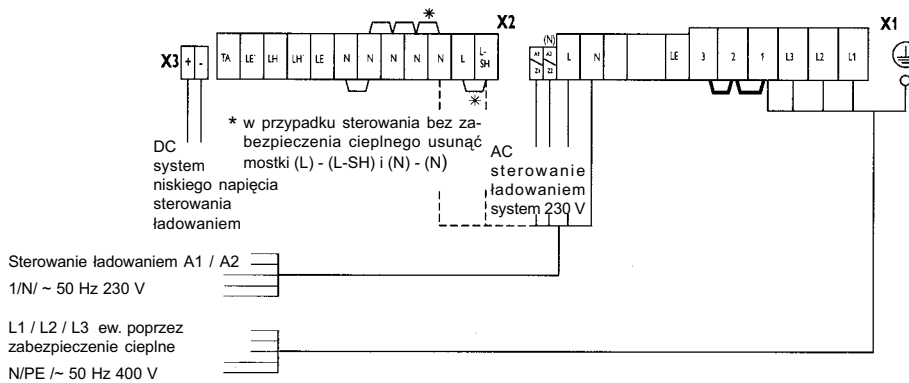 X3
+ -
TA LE' LH LH' LE N N N N N L L-SH
*
X2
*
A1 Z1 A2 Z2 (N) L N LE 3 2 1 L3 L2 L1
X1
* w przypadku sterowania bez za-
bezpieczenia cieplnego usunąć
mostki (L) - (L-SH) i (N) - (N)
DC
system
niskiego napięcia
sterowania
ładowaniem
AC
sterowanie
ładowaniem
system 230 V
Sterowanie ładowaniem A1 / A2
1/N/ ~ 50 Hz 230 V
L1 / L2 / L3 ew. poprzez
zabezpieczenie cieplne
N/PE /~ 50 Hz 400 V